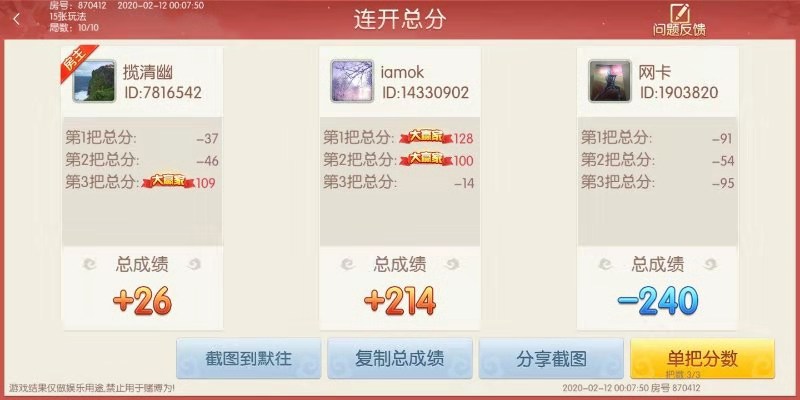 房号: 870412 2020-02-12 00:07:50
15张玩法
周数: 10/10
连开总分
问题反馈
房主
揽清幽
ID:7816542
第1把总分: -37
第2把总分: -46
第3把总分: 大赢家 109
总成绩
+26
iamok
ID:14330902
第1把总分: 大赢家 128
第2把总分: 大赢家 100
第3把总分: -14
总成绩
+214
网卡
ID:1903820
第1把总分: -91
第2把总分: -54
第3把总分: -95
总成绩
-240
截图到默往
复制总成绩
分享截图
单把分数
把数 3/3
游戏结果仅做娱乐用途,禁止用于赌博为!
2020-02-12 00:07:50 房号 870412